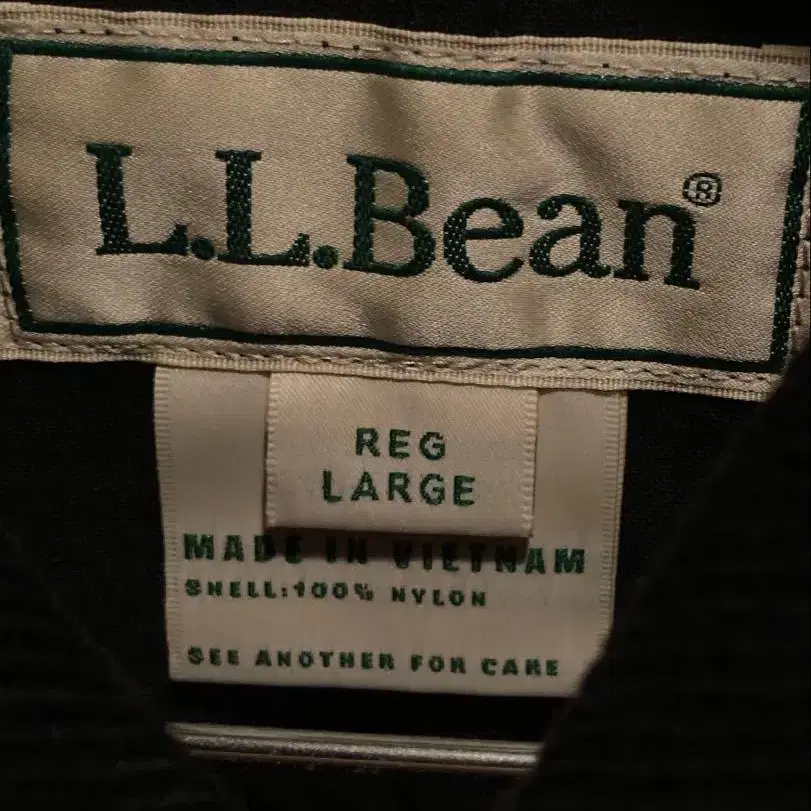 L.L.Bean®
REG
LARGE
MADE IN VIETNAM
SHELL:100% NYLON
SEE ANOTHER FOR CARE